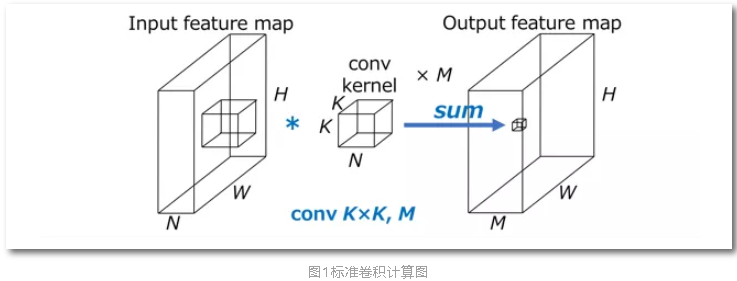 Input feature map
Output feature map
conv
kernel
× M
H
K
K
N
*
sum
H
W
N
W
M
conv K×K, M
图1标准卷积计算图